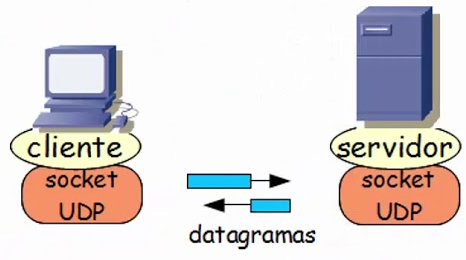 cliente
socket
UDP
datagramas
servidor
socket
UDP